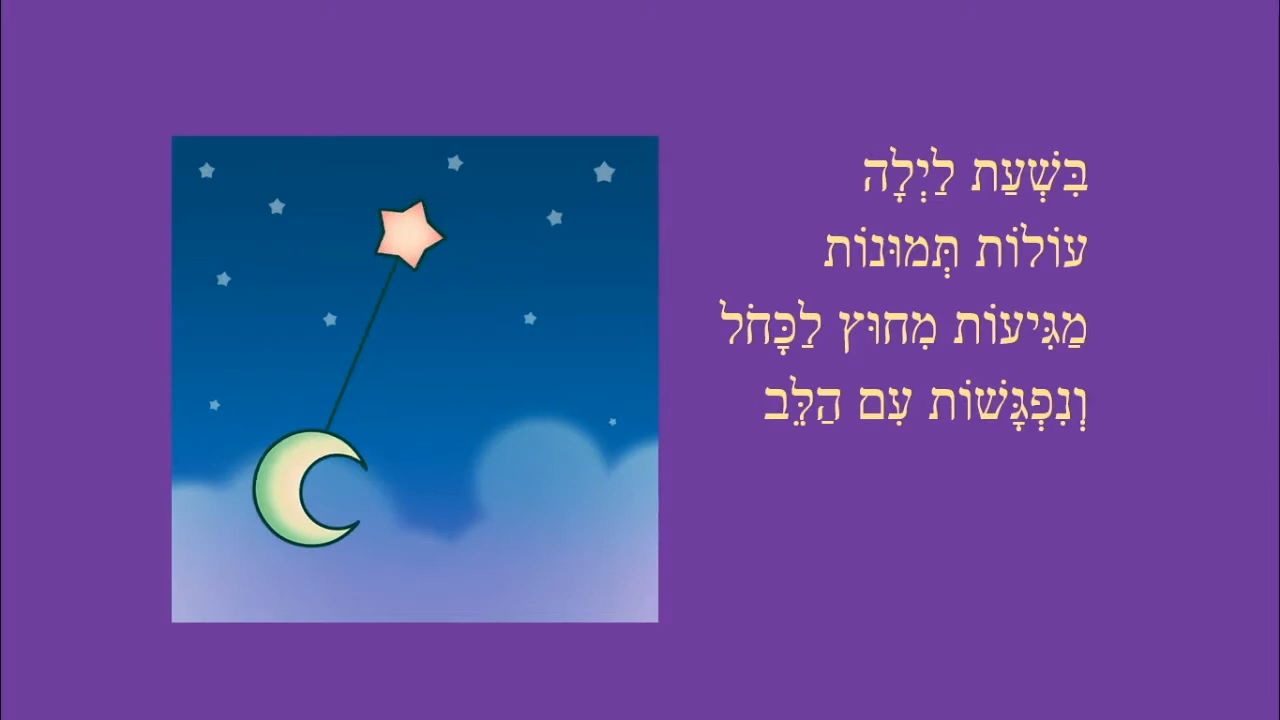 בִּשְׁעַת לַיְלָה
עוֹלוֹת תְּמוּנוֹת
מַגִּיעוֹת מִחוּץ לַכָּחֹל
וְנִפְגָּשׁוֹת עִם הַלֵּב